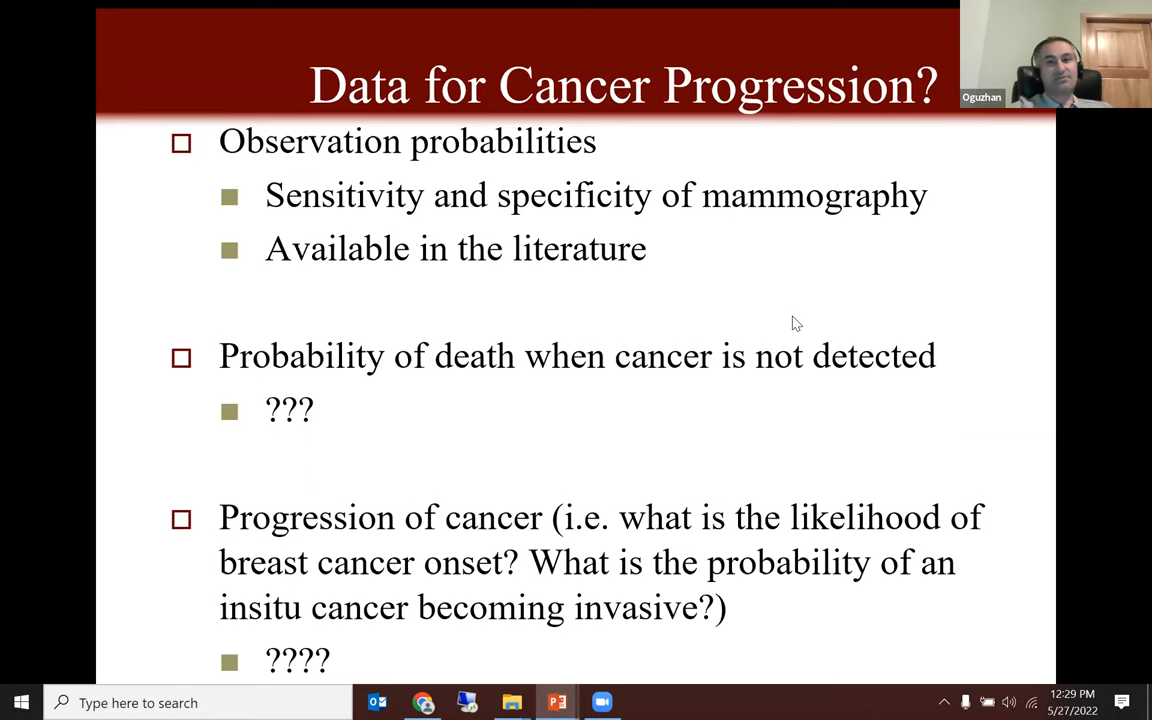 Data for Cancer Progression?
Oguzhan
Observation probabilities
Sensitivity and specificity of mammography
Available in the literature
Probability of death when cancer is not detected
???
Progression of cancer (i.e. what is the likelihood of
breast cancer onset? What is the probability of an
insitu cancer becoming invasive?)
????
Type here to search
12:29 PM
5/27/2022